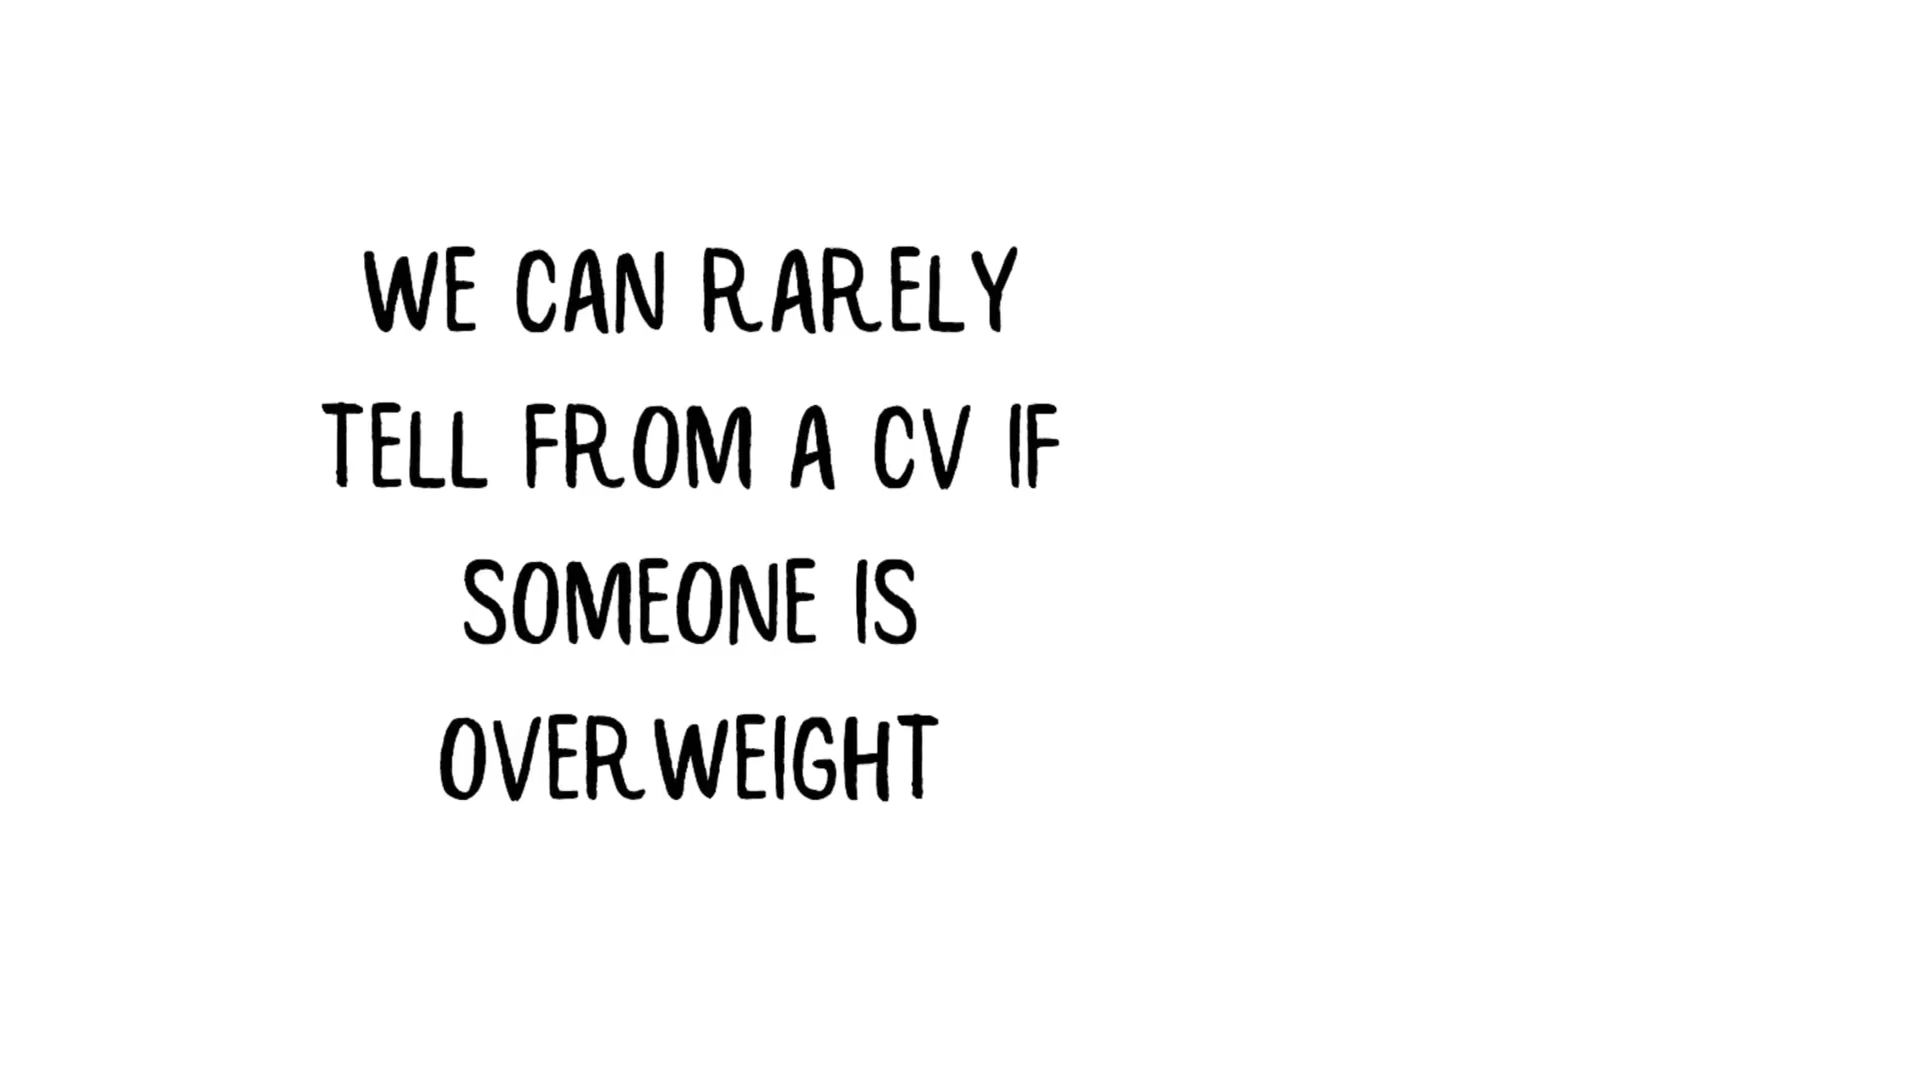 WE CAN RARELY
TELL FROM A CV IF
SOMEONE IS
OVERWEIGHT